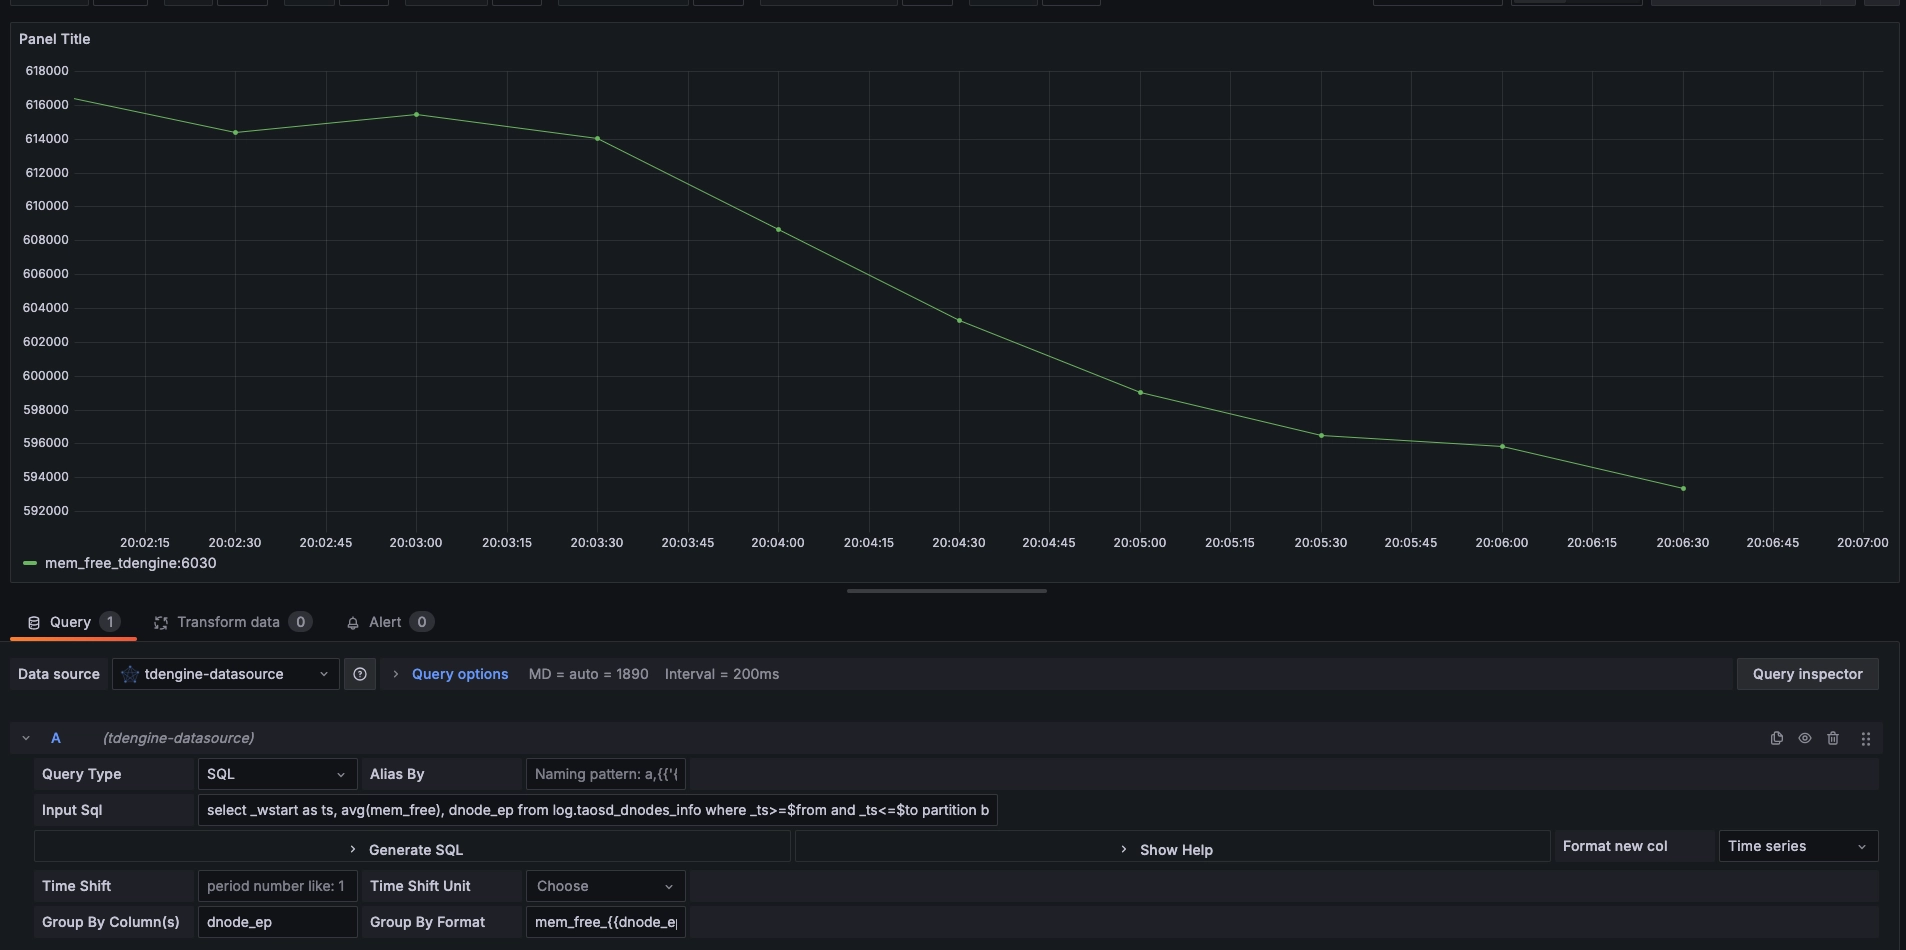 Panel Title
618000
616000
614000
612000
610000
608000
606000
604000
602000
600000
598000
596000
594000
592000
20:02:15 20:02:30 20:02:45 20:03:00 20:03:15 20:03:30 20:03:45 20:04:00 20:04:15 20:04:30 20:04:45 20:05:00 20:05:15 20:05:30 20:05:45 20:06:00 20:06:15 20:06:30 20:06:45 20:07:00
mem_free_tdengine:6030
Query 1 Transform data 0 Alert 0
Data source tdengine-datasource Query options MD = auto = 1890 Interval = 200ms Query inspector
A (tdengine-datasource)
Query Type SQL Alias By Naming pattern: a,{{'{
Input Sql select _wstart as ts, avg(mem_free), dnode_ep from log.taosd_dnodes_info where _ts>=$from and _ts<=$to partition b
Generate SQL Show Help Format new col Time series
Time Shift period number like: 1 Time Shift Unit Choose
Group By Column(s) dnode_ep Group By Format mem_free_{{dnode_ep